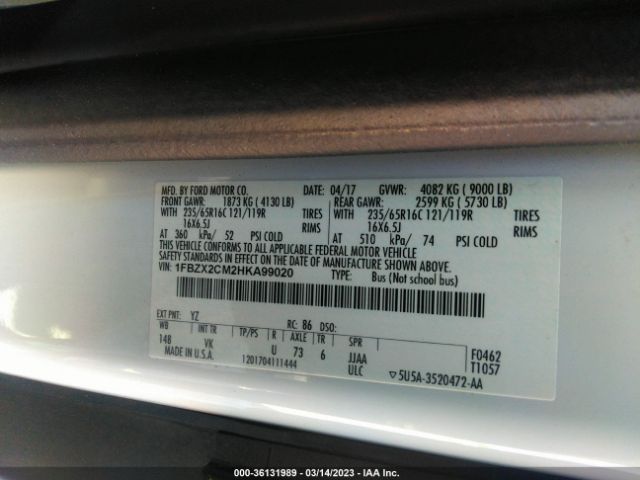 MFD. BY FORD MOTOR CO. DATE: 04/17 GVWR: 4082 KG ( 9000 LB)
FRONT GAWR: 1873 KG ( 4130 LB) REAR GAWR: 2599 KG ( 5730 LB)
WITH 235/65R16C 121/119R TIRES WITH 235/65R16C 121/119R TIRES
16X6.5J RIMS 16X6.5J RIMS
AT 360 kPa/ 52 PSI COLD AT 510 kPa/ 74 PSI COLD
THIS VEHICLE CONFORMS TO ALL APPLICABLE FEDERAL MOTOR VEHICLE
SAFETY STANDARDS IN EFFECT ON THE DATE OF MANUFACTURE SHOWN ABOVE.
VIN: 1FBZX2CM2HKA99020 TYPE: Bus (Not school bus)
EXT PNT: YZ RC: 86 DSO:
WB INT TR TP/PS R AXLE TR SPR F0462
148 VK U 73 6 JJAA T1057
MADE IN U.S.A. 1201704111444 ULC ▽5U5A-3520472-AA
000-36131989 — 03/14/2023 — IAA Inc.